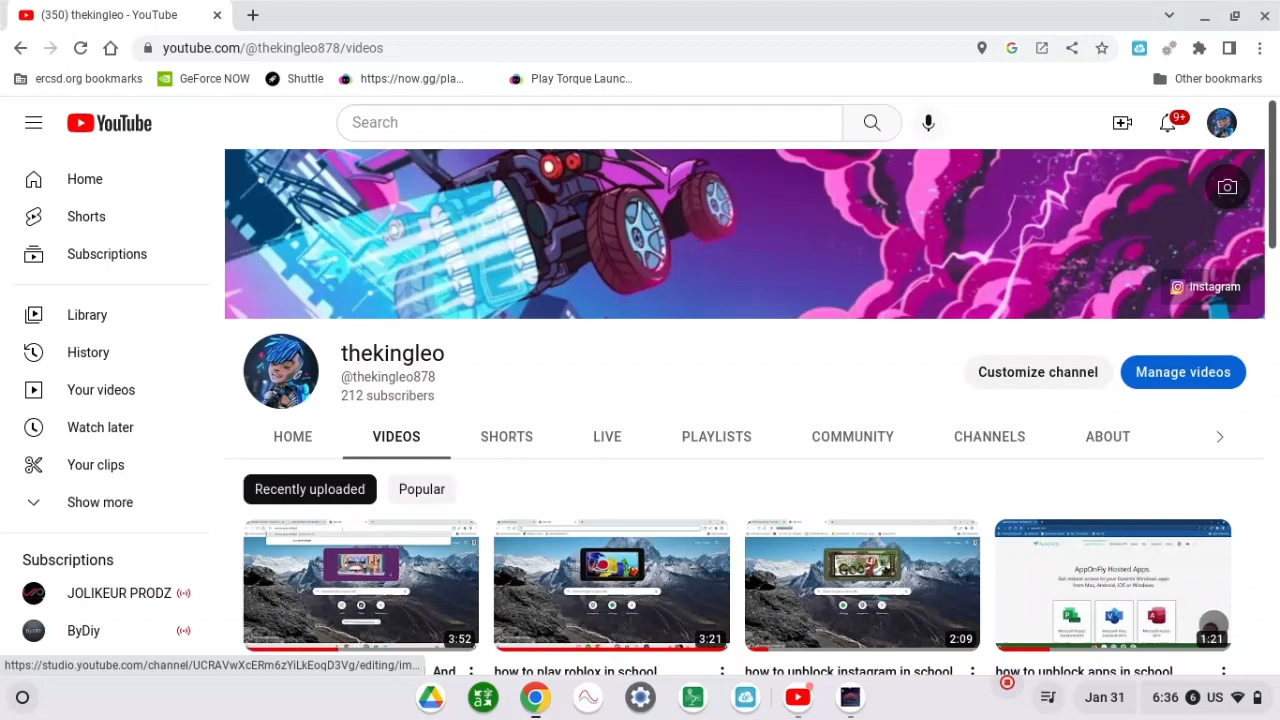 (350) thekingleo - YouTube
youtube.com/@thekingleo878/videos
ercsd.org bookmarks
GeForce NOW
Shuttle
https://now.gg/pla...
Play Torque Launc...
Other bookmarks
YouTube
Search
9+
Home
Shorts
Subscriptions
Library
History
Your videos
Watch later
Your clips
Show more
Subscriptions
JOLIKEUR PRODZ
ByDiy
Instagram
thekingleo
@thekingleo878
212 subscribers
Customize channel
Manage videos
HOME
VIDEOS
SHORTS
LIVE
PLAYLISTS
COMMUNITY
CHANNELS
ABOUT
Recently uploaded
Popular
AppOnFly Hosted Apps.
3:52
3:21
2:09
1:21
And
how to play roblox in school
how to unblock instagram in school
how to unblock apps in school
https://studio.youtube.com/channel/UCRAVwXcERm6zYiLkEoqD3Vg/editing/im...
Jan 31
6:36
6
US